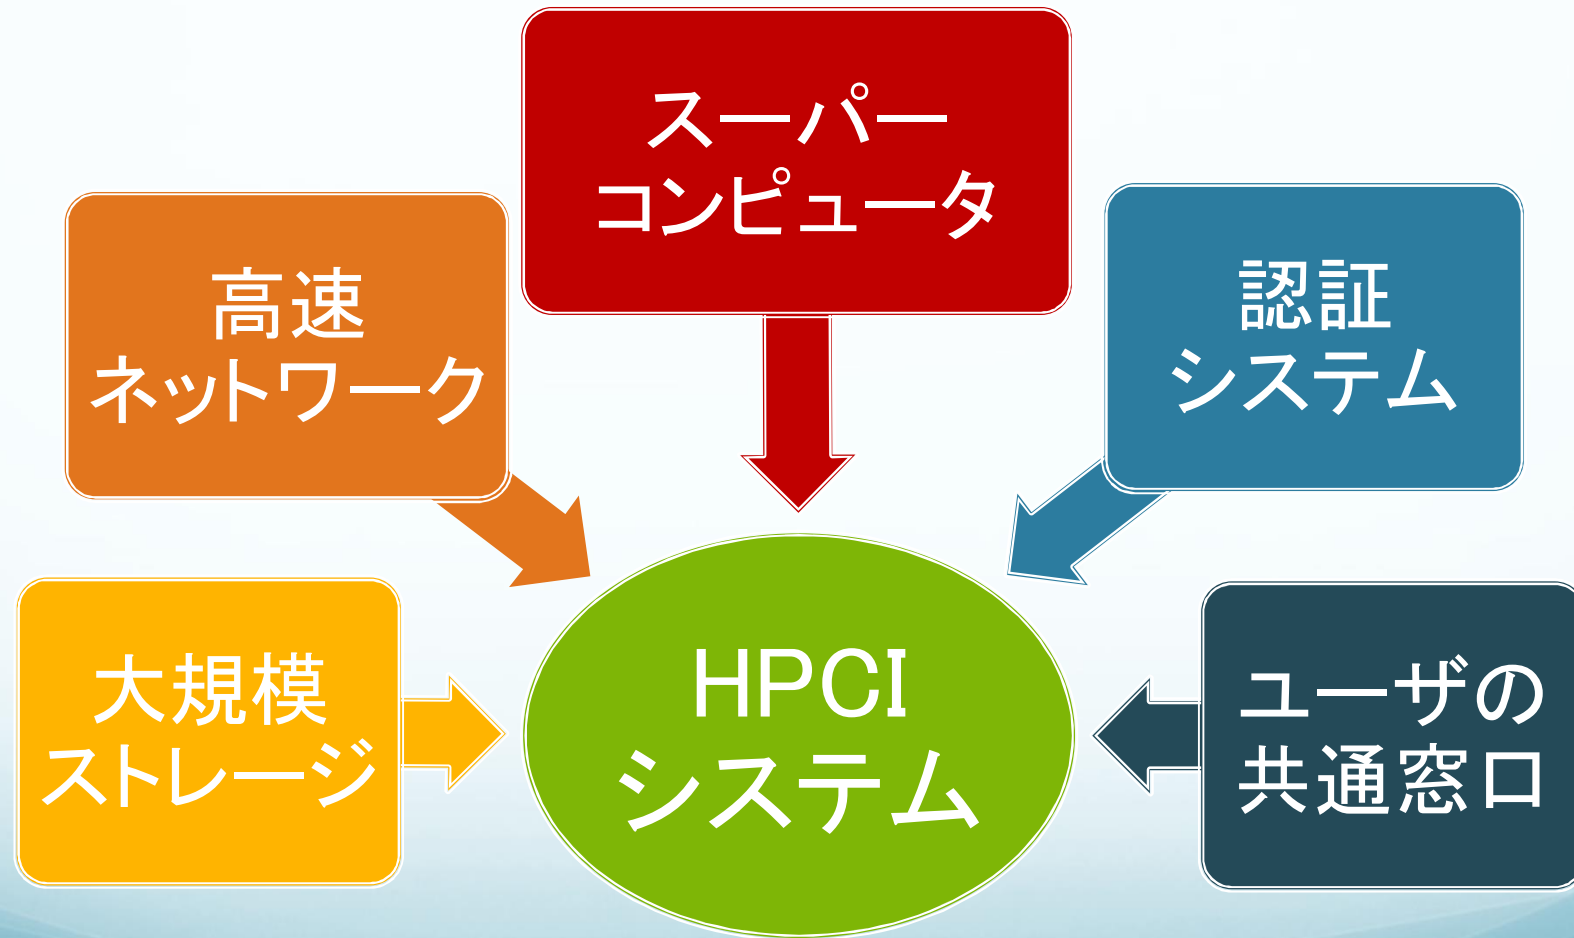 スーパー
コンピュータ
高速
ネットワーク
認証
システム
大規模
ストレージ
HPCI
システム
ユーザの
共通窓口